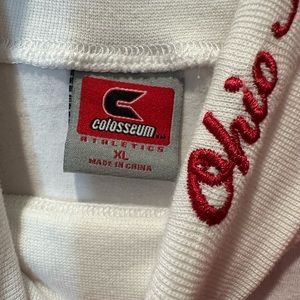 colosseum
ATHLETICS
XL
MADE IN CHINA
Ohio